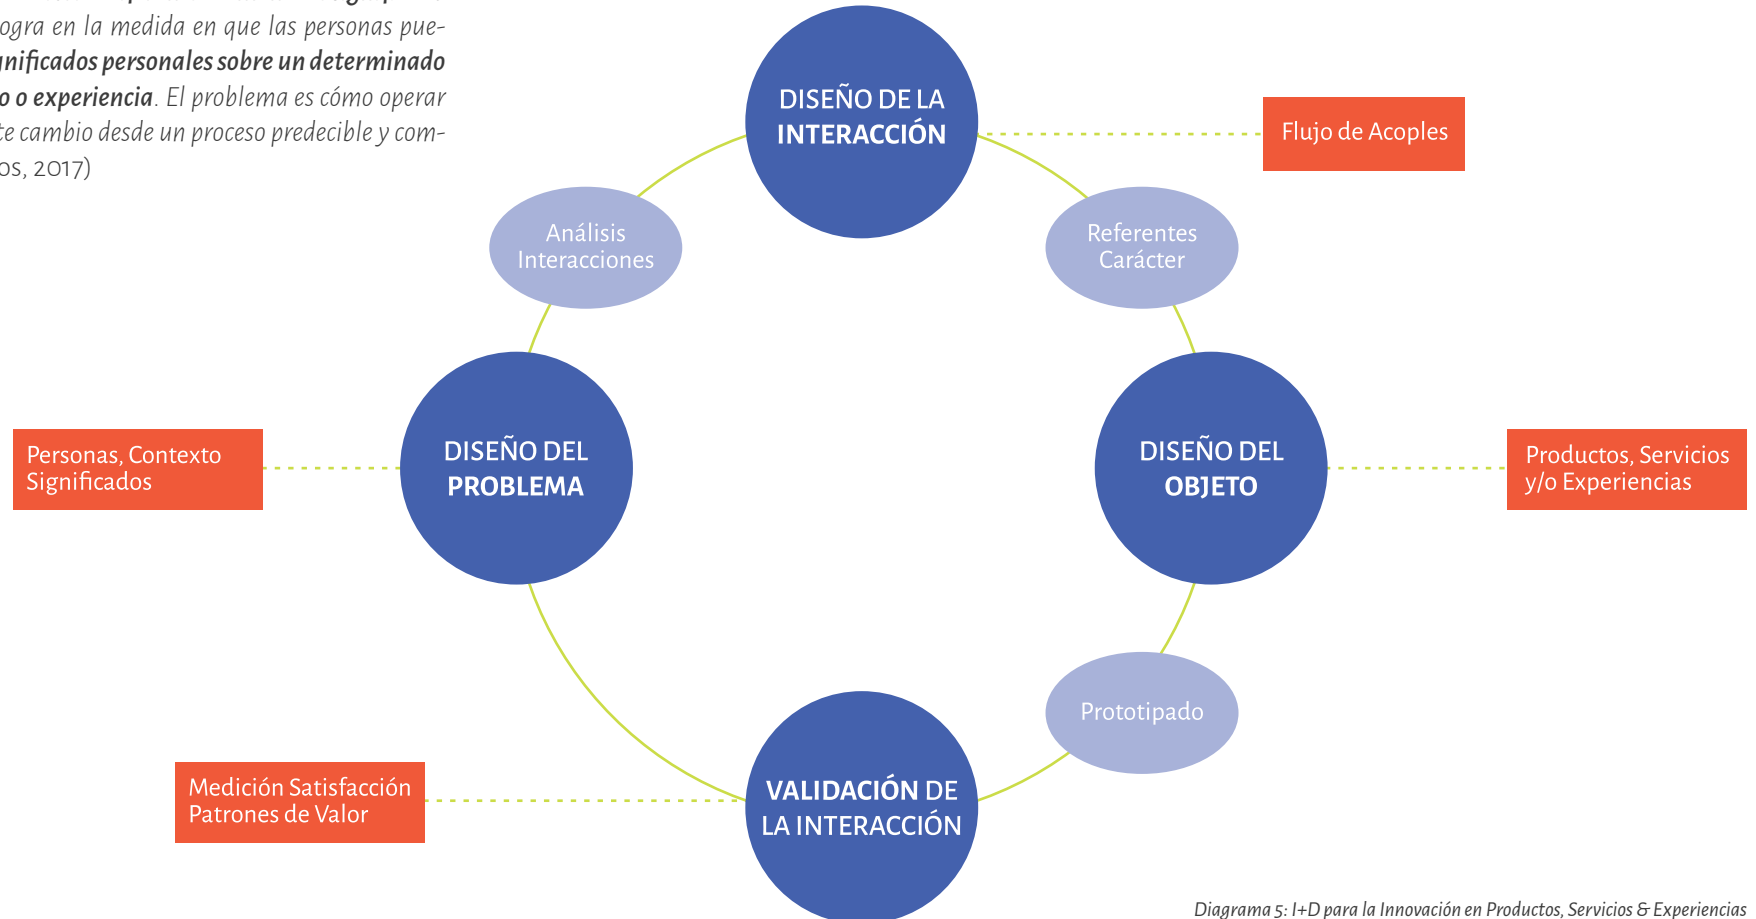 ogra en la medida en que las personas pue-
gnificados personales sobre un determinado
o o experiencia. El problema es cómo operar
te cambio desde un proceso predecible y com-
os, 2017)
DISEÑO DE LA
INTERACCIÓN
Flujo de Acoples
Análisis
Interacciones
Referentes
Carácter
Personas, Contexto
Significados
DISEÑO DEL
PROBLEMA
DISEÑO DEL
OBJETO
Productos, Servicios
y/o Experiencias
Prototipado
Medición Satisfacción
Patrones de Valor
VALIDACIÓN DE
LA INTERACCIÓN
Diagrama 5: I+D para la Innovación en Productos, Servicios & Experiencias